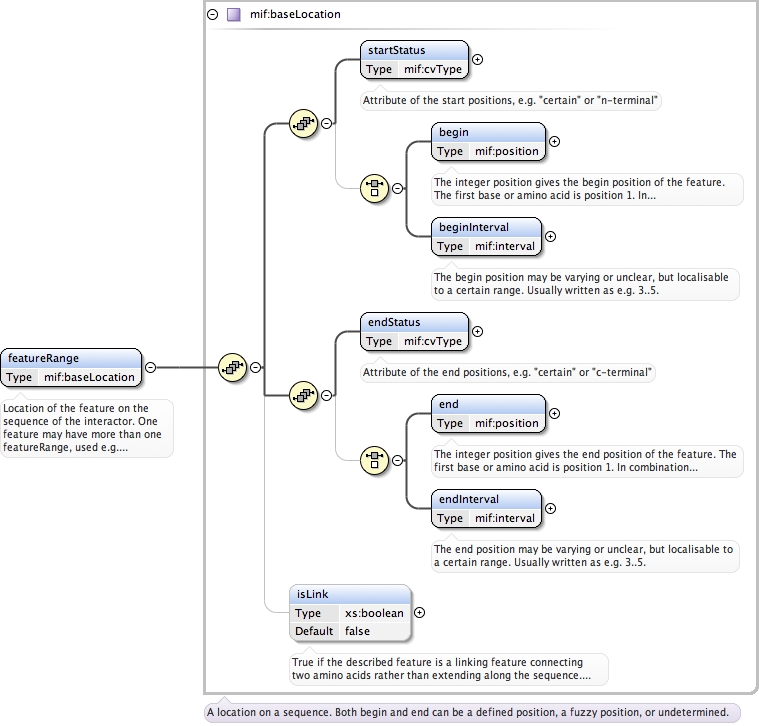 mif:baseLocation
startStatus
Type mif:cvType
Attribute of the start positions, e.g. "certain" or "n-terminal"
begin
Type mif:position
The integer position gives the begin position of the feature.
The first base or amino acid is position 1. In...
beginInterval
Type mif:interval
The begin position may be varying or unclear, but localisable
to a certain range. Usually written as e.g. 3..5.
endStatus
Type mif:cvType
Attribute of the end positions, e.g. "certain" or "c-terminal"
featureRange
Type mif:baseLocation
Location of the feature on the
sequence of the interactor. One
feature may have more than one
featureRange, used e.g....
end
Type mif:position
The integer position gives the end position of the feature. The
first base or amino acid is position 1. In combination...
endInterval
Type mif:interval
The end position may be varying or unclear, but localisable to
a certain range. Usually written as e.g. 3..5.
isLink
Type xs:boolean
Default false
True if the described feature is a linking feature connecting
two amino acids rather than extending along the sequence....
A location on a sequence. Both begin and end can be a defined position, a fuzzy position, or undetermined.